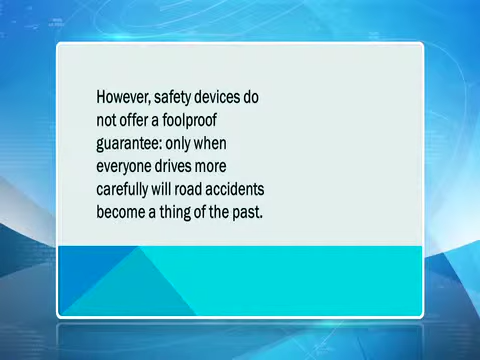 However, safety devices do
not offer a foolproof
guarantee: only when
everyone drives more
carefully will road accidents
become a thing of the past.